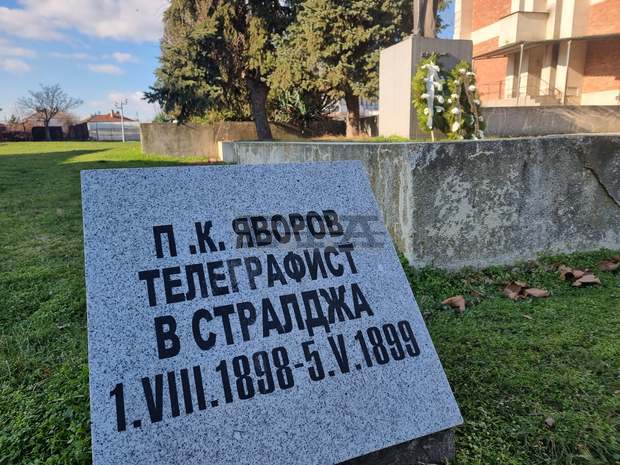 П .К. ЯВОРОВ
ТЕЛЕГРАФИСТ
В СТРАЛДЖА
1.VIII.1898-5.V.1899